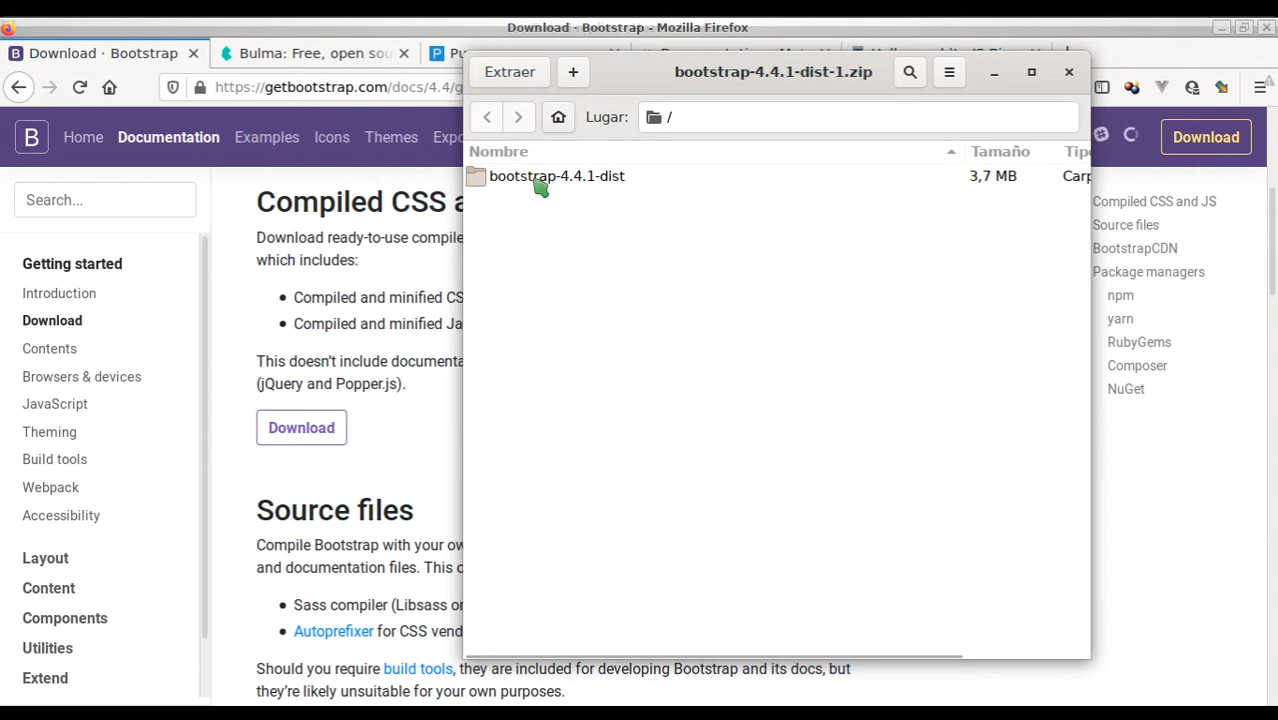 Download · Bootstrap - Mozilla Firefox
Download · Bootstrap
Bulma: Free, open sou
https://getbootstrap.com/docs/4.4/g
B
Home
Documentation
Examples
Icons
Themes
Expo
Download
Search...
Getting started
Introduction
Download
Contents
Browsers & devices
JavaScript
Theming
Build tools
Webpack
Accessibility
Layout
Content
Components
Utilities
Extend
Compiled CSS a
Download ready-to-use compile
which includes:
Compiled and minified CS
Compiled and minified Ja
This doesn't include documenta
(jQuery and Popper.js).
Download
Source files
Compile Bootstrap with your ow
and documentation files. This o
Sass compiler (Libsass or
Autoprefixer for CSS vend
Should you require build tools, they are included for developing Bootstrap and its docs, but
they're likely unsuitable for your own purposes.
Extraer
bootstrap-4.4.1-dist-1.zip
Lugar:
/
Nombre
Tamaño
Tipo
bootstrap-4.4.1-dist
3,7 MB
Carp
Compiled CSS and JS
Source files
BootstrapCDN
Package managers
npm
yarn
RubyGems
Composer
NuGet